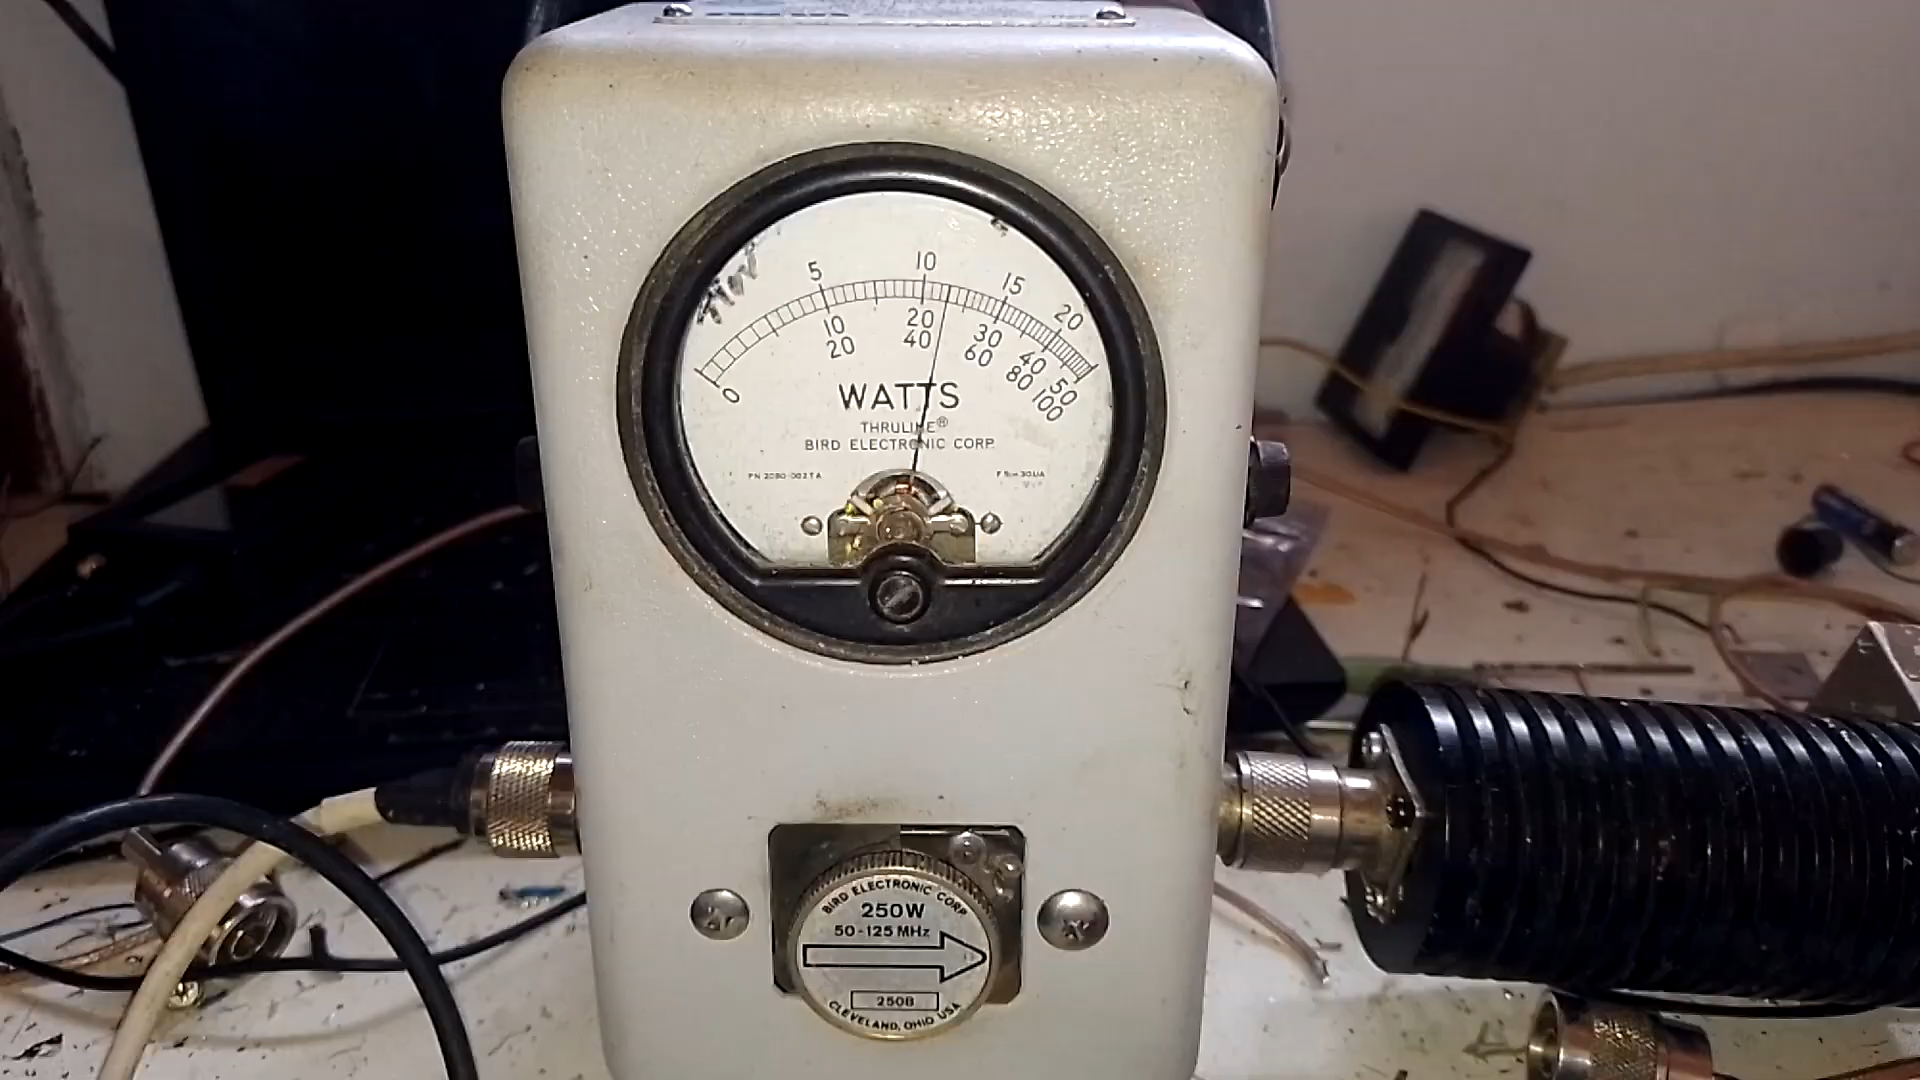 5 10 15 20
10 20 30 40 50
0 20 40 60 80 100
WATTS
THRULINE®
BIRD ELECTRONIC CORP.
BIRD ELECTRONIC CORP.
250W
50-125 MHz
250B
CLEVELAND, OHIO USA